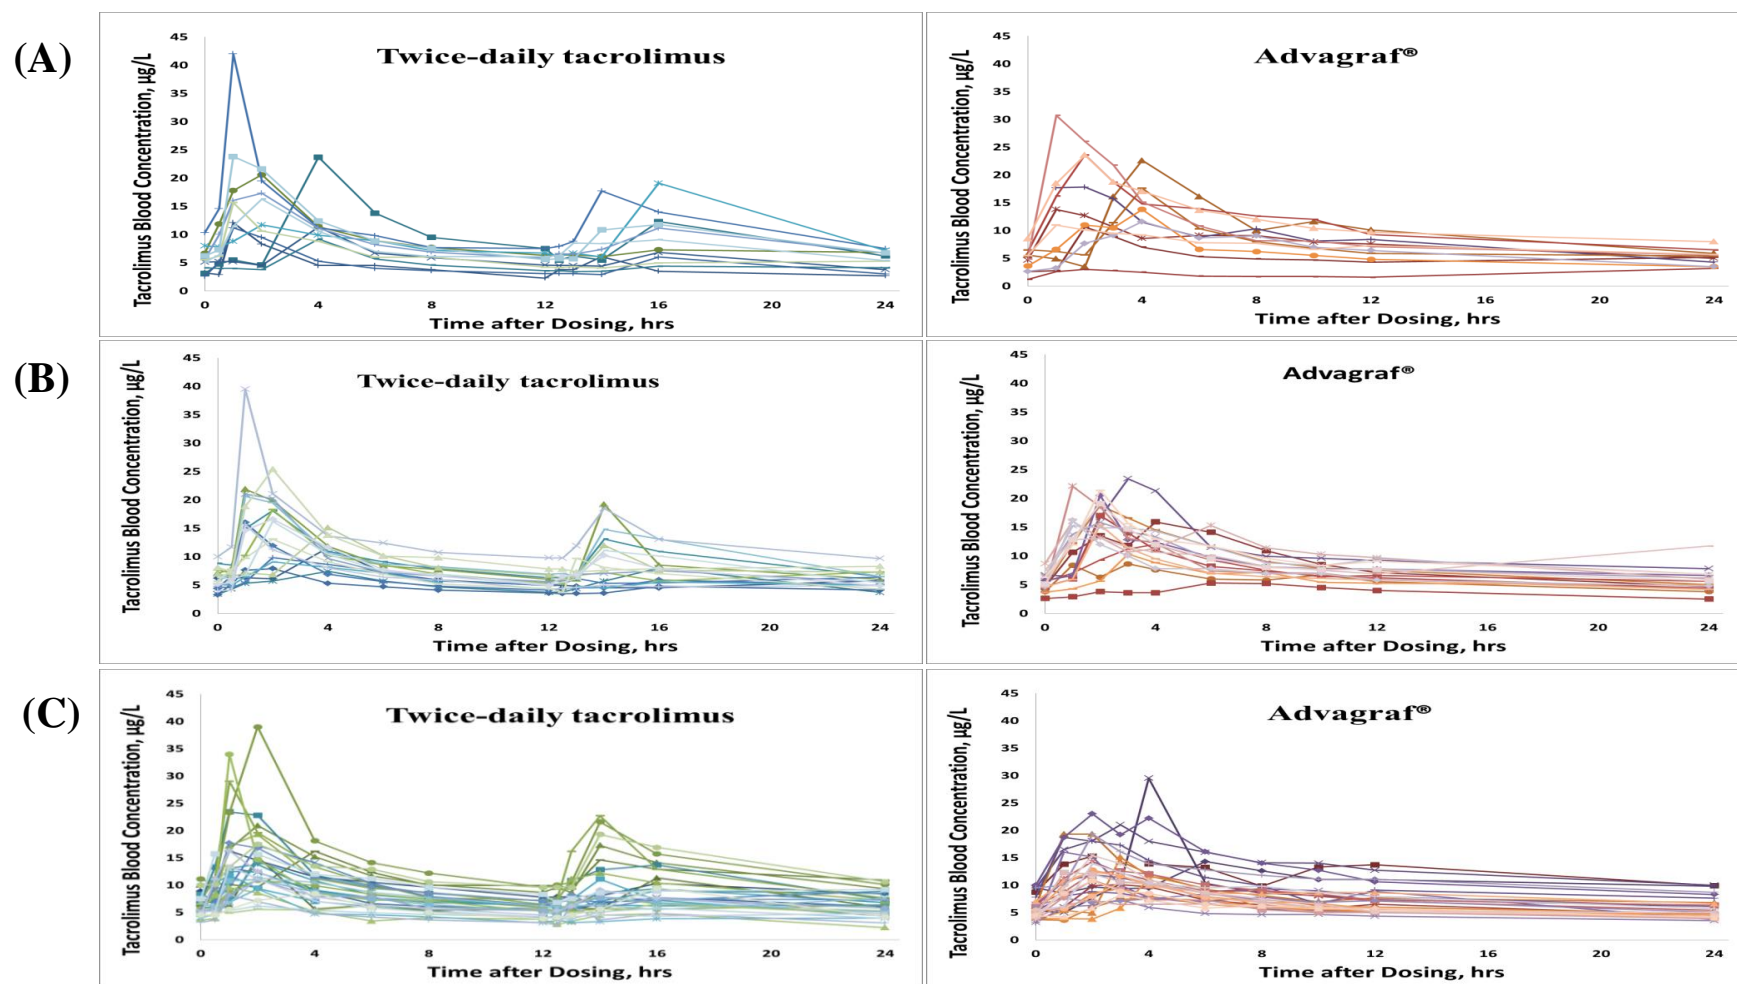 (A)
Twice-daily tacrolimus
Tacrolimus Blood Concentration, µg/L
45
40
35
30
25
20
15
10
5
0
0 4 8 12 16 20 24
Time after Dosing, hrs
Advagraf®
Tacrolimus Blood Concentration, µg/L
45
40
35
30
25
20
15
10
5
0
0 4 8 12 16 20 24
Time after Dosing, hrs
(B)
Twice-daily tacrolimus
Tacrolimus Blood Concentration, µg/L
45
40
35
30
25
20
15
10
5
0
0 4 8 12 16 20 24
Time after Dosing, hrs
Advagraf®
Tacrolimus Blood Concentration, µg/L
45
40
35
30
25
20
15
10
5
0
0 4 8 12 16 20 24
Time after Dosing, hrs
(C)
Twice-daily tacrolimus
Tacrolimus Blood Concentration, µg/L
45
40
35
30
25
20
15
10
5
0
0 4 8 12 16 20 24
Time after Dosing, hrs
Advagraf®
Tacrolimus Blood Concentration, µg/L
45
40
35
30
25
20
15
10
5
0
0 4 8 12 16 20 24
Time after Dosing, hrs